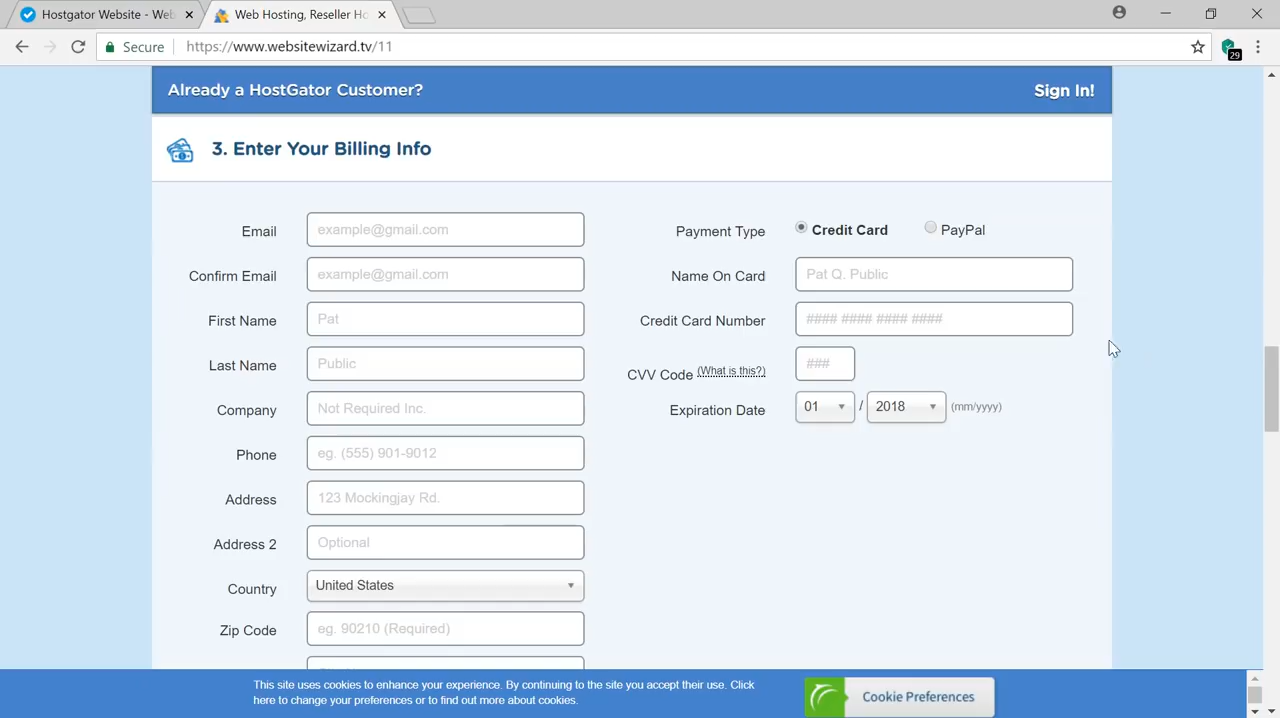 Hostgator Website - Web
Web Hosting, Reseller Ho
Secure
https://www.websitewizard.tv/11
29
Already a HostGator Customer?
Sign In!
3. Enter Your Billing Info
Email
example@gmail.com
Confirm Email
example@gmail.com
First Name
Pat
Last Name
Public
Company
Not Required Inc.
Phone
eg. (555) 901-9012
Address
123 Mockingjay Rd.
Address 2
Optional
Country
United States
Zip Code
eg. 90210 (Required)
Payment Type
Credit Card
PayPal
Name On Card
Pat Q. Public
Credit Card Number
#### #### #### ####
CVV Code (What is this?)
###
Expiration Date
01 / 2018 (mm/yyyy)
This site uses cookies to enhance your experience. By continuing to the site you accept their use. Click
here to change your preferences or to find out more about cookies.
Cookie Preferences